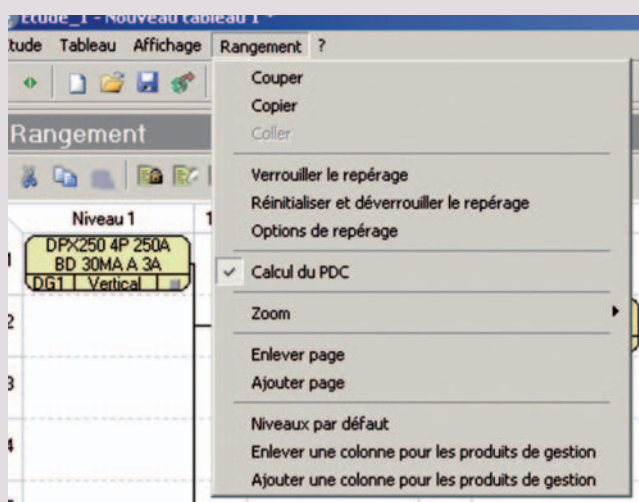 Etude_1 - Nouveau tableau 1 *
tude Tableau Affichage Rangement ?
Rangement
Niveau 1
1
DPX250 4P 250A
BD 30MA A 3A
DG1 Vertical
2
3
4
Couper
Copier
Coller
Verrouiller le repérage
Réinitialiser et déverrouiller le repérage
Options de repérage
Calcul du PDC
Zoom
Enlever page
Ajouter page
Niveaux par défaut
Enlever une colonne pour les produits de gestion
Ajouter une colonne pour les produits de gestion